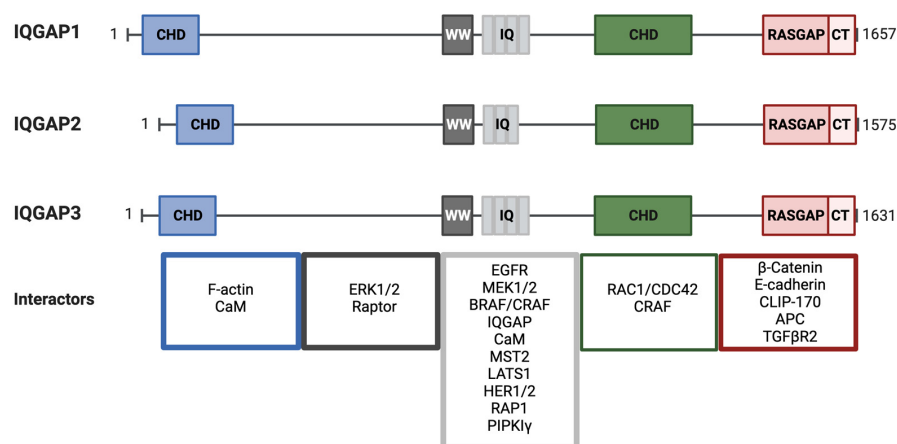 IQGAP1 1 CHD WW IQ CHD RASGAP CT 1657
IQGAP2 1 CHD WW IQ CHD RASGAP CT 1575
IQGAP3 1 CHD WW IQ CHD RASGAP CT 1631
Interactors
F-actin
CaM
ERK1/2
Raptor
EGFR
MEK1/2
BRAF/CRAF
IQGAP
CaM
MST2
LATS1
HER1/2
RAP1
PIPKIγ
RAC1/CDC42
CRAF
β-Catenin
E-cadherin
CLIP-170
APC
TGFβR2